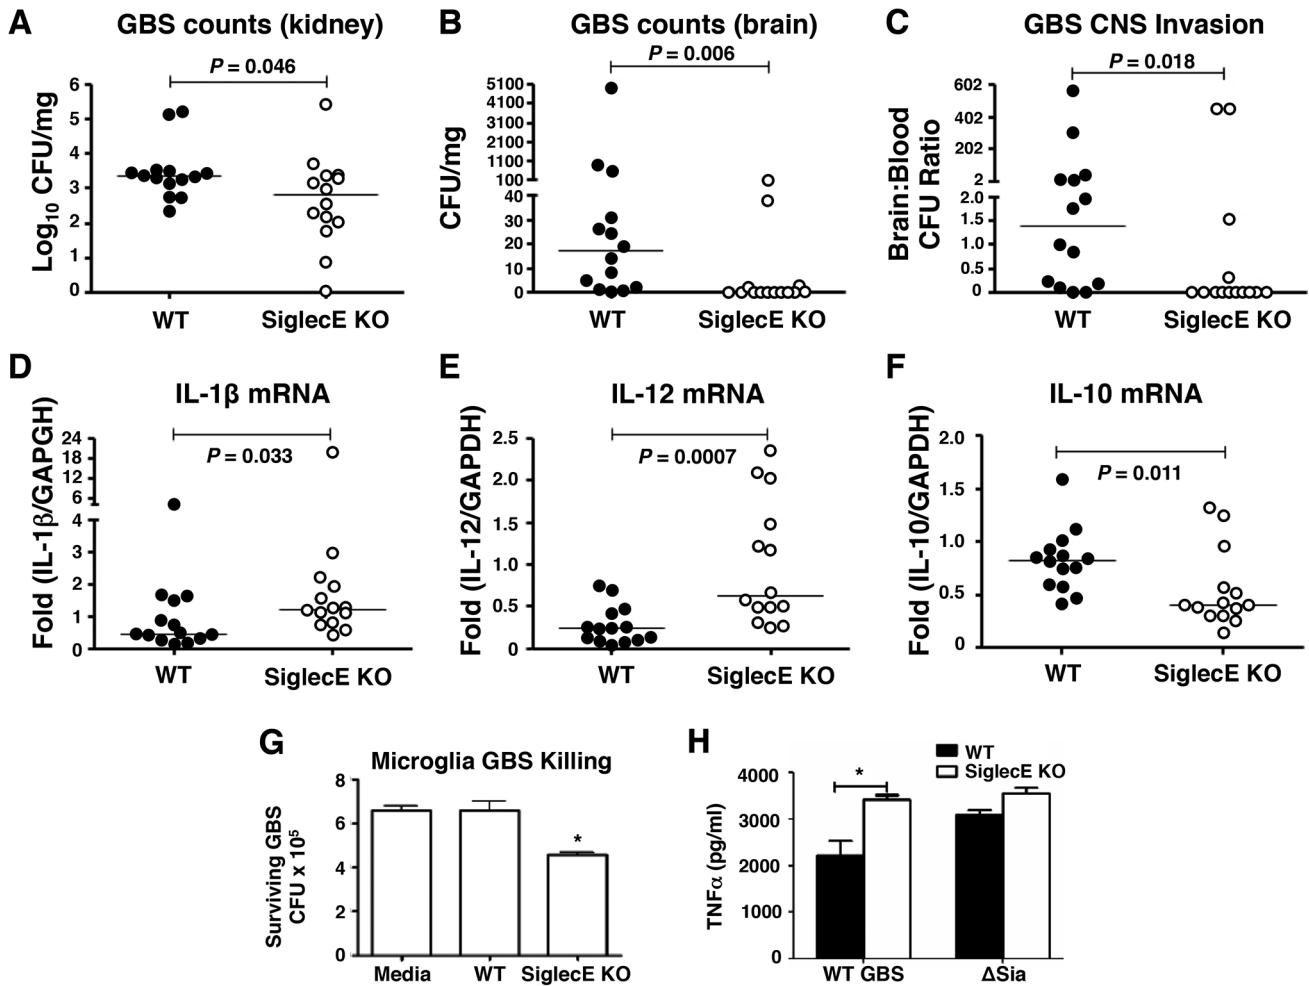 A
GBS counts (kidney)
P = 0.046
Log10 CFU/mg
6
5
4
3
2
1
0
WT
SiglecE KO
B
GBS counts (brain)
P = 0.006
CFU/mg
5100
4100
3100
2100
1100
100
40
30
20
10
0
WT
SiglecE KO
C
GBS CNS Invasion
P = 0.018
Brain:Blood
CFU Ratio
602
402
202
2
2.0
1.5
1.0
0.5
0
WT
SiglecE KO
D
IL-1β mRNA
P = 0.033
Fold (IL-1β/GAPGH)
24
18
12
6
4
3
2
1
0
WT
SiglecE KO
E
IL-12 mRNA
P = 0.0007
Fold (IL-12/GAPDH)
2.5
2.0
1.5
1.0
0.5
0
WT
SiglecE KO
F
IL-10 mRNA
P = 0.011
Fold (IL-10/GAPDH)
2.0
1.5
1.0
0.5
0
WT
SiglecE KO
G
Microglia GBS Killing
Surviving GBS
CFU x 10⁵
8
6
4
2
0
*
Media
WT
SiglecE KO
H
WT
SiglecE KO
TNFα (pg/ml)
4000
3000
2000
1000
0
*
WT GBS
ΔSia